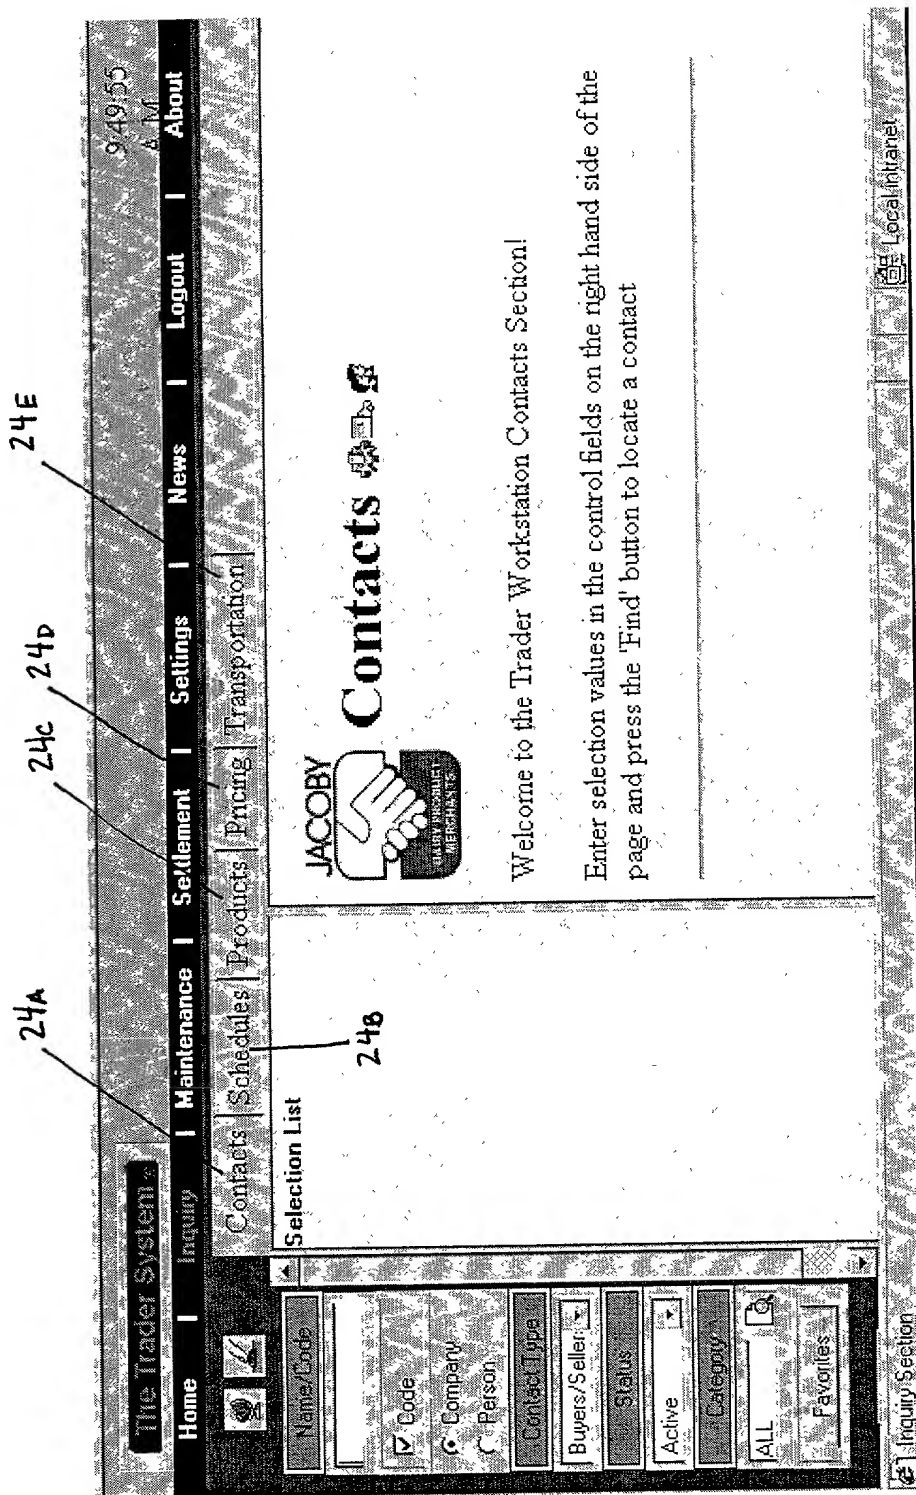 24A
24C
24D
24E
The Trader System
9:49:55
A M
Home | Inquiry | Maintenance | Settlement | Settings | News | Logout | About
Contacts | Schedules | Products | Pricing | Transportation
24B
Name/Code
Code
Company
Person
Contact Type
Buyers/Seller
Status
Active
Category
ALL
Favorites
Selection List
JACOBY
DAIRY PRODUCT
MERCHANTS
Contacts
Welcome to the Trader Workstation Contacts Section!
Enter selection values in the control fields on the right hand side of the
page and press the 'Find' button to locate a contact
Inquiry Section
Local intranet